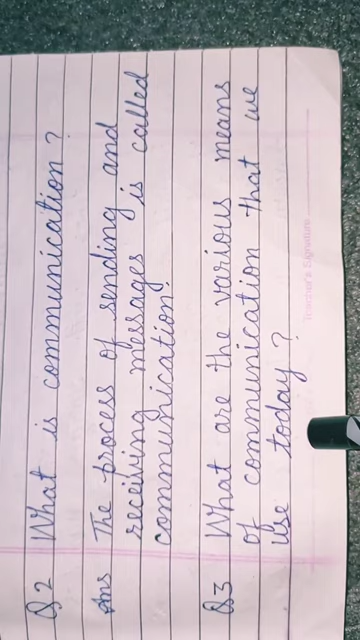 Q2 What is communication?
Ans The process of sending and
receiving messages is called
communication.
Q3 What are the various means
of communication that we
use today?
Teacher's Signature